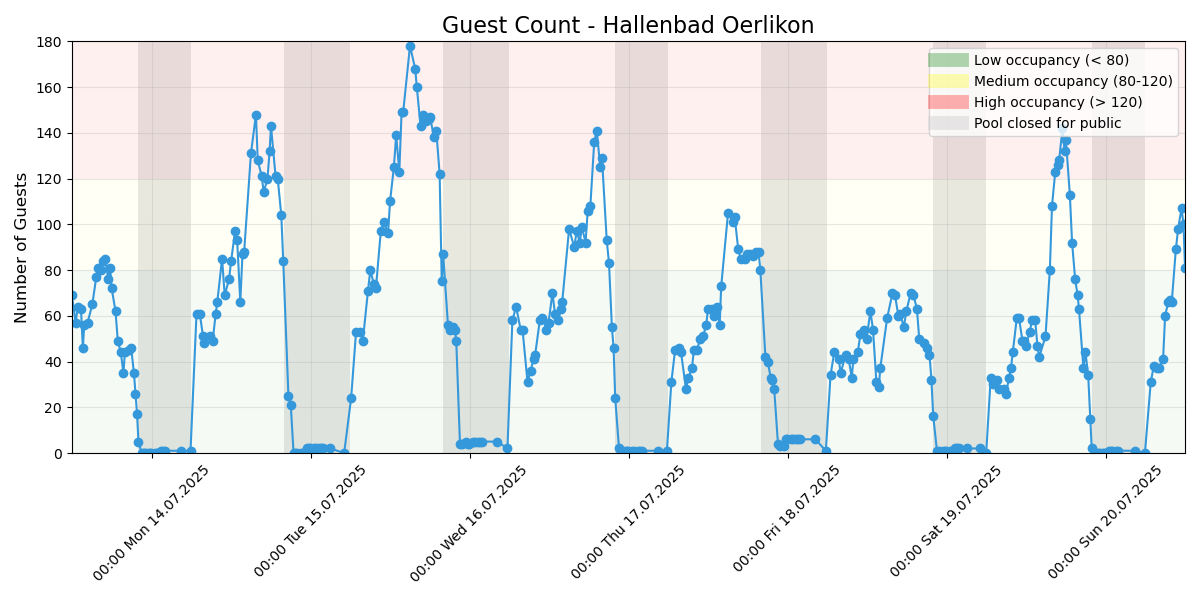 Guest Count - Hallenbad Oerlikon
Number of Guests
180
160
140
120
100
80
60
40
20
0
Low occupancy (< 80)
Medium occupancy (80-120)
High occupancy (> 120)
Pool closed for public
00:00 Mon 14.07.2025
00:00 Tue 15.07.2025
00:00 Wed 16.07.2025
00:00 Thu 17.07.2025
00:00 Fri 18.07.2025
00:00 Sat 19.07.2025
00:00 Sun 20.07.2025